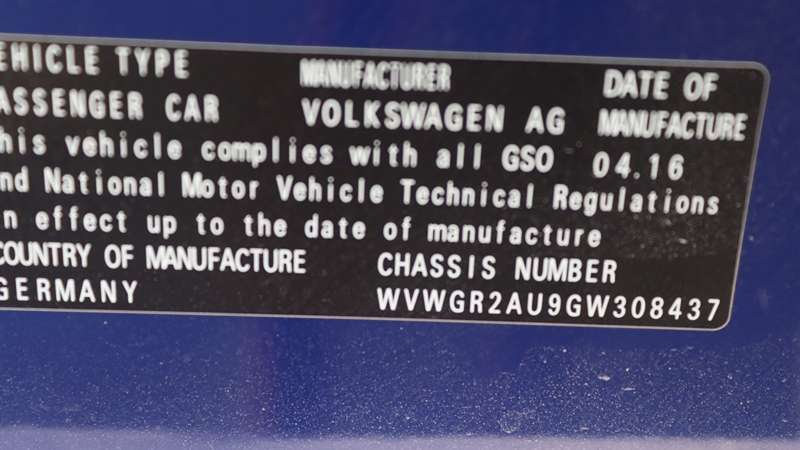 EHICLE TYPE MANUFACTURER DATE OF
ASSENGER CAR VOLKSWAGEN AG MANUFACTURE
his vehicle complies with all GSO 04.16
nd National Motor Vehicle Technical Regulations
n effect up to the date of manufacture
COUNTRY OF MANUFACTURE CHASSIS NUMBER
GERMANY WVWGR2AU9GW308437